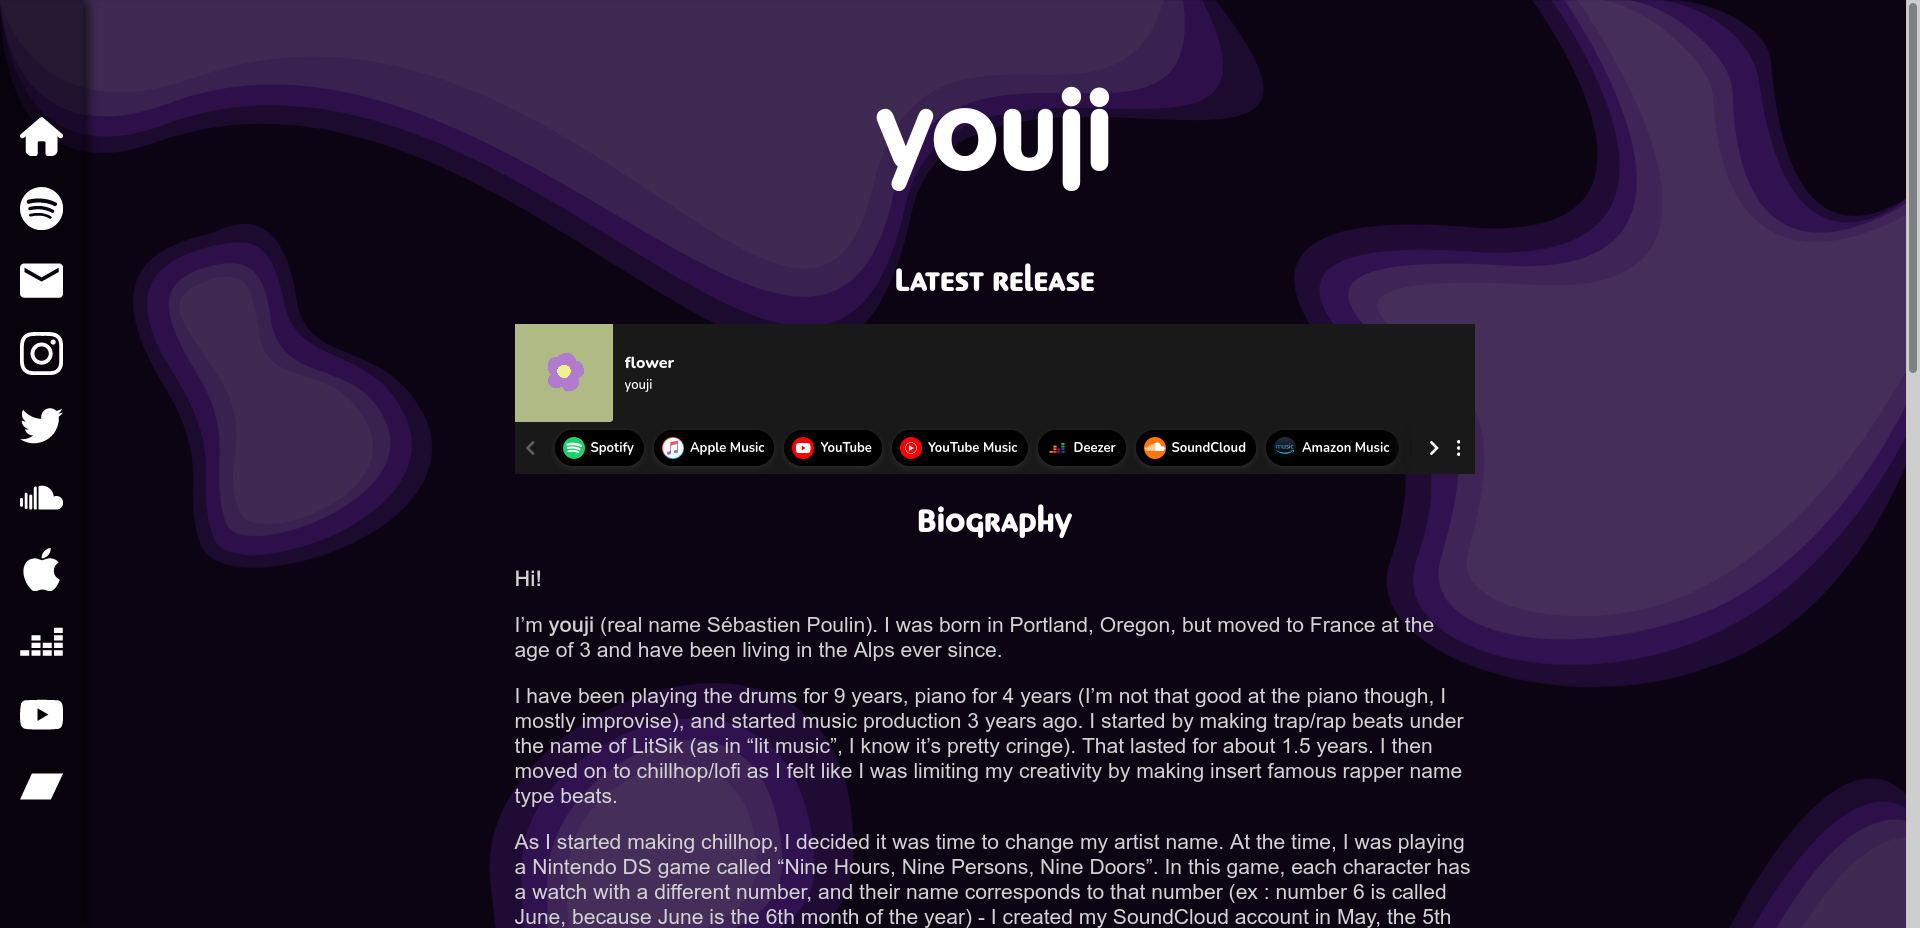 youji
Latest release
flower
youji
Spotify
Apple Music
YouTube
YouTube Music
Deezer
SoundCloud
music
Amazon Music
Biography
Hi!
I’m youji (real name Sébastien Poulin). I was born in Portland, Oregon, but moved to France at the
age of 3 and have been living in the Alps ever since.
I have been playing the drums for 9 years, piano for 4 years (I’m not that good at the piano though, I
mostly improvise), and started music production 3 years ago. I started by making trap/rap beats under
the name of LitSik (as in “lit music”, I know it’s pretty cringe). That lasted for about 1.5 years. I then
moved on to chillhop/lofi as I felt like I was limiting my creativity by making insert famous rapper name
type beats.
As I started making chillhop, I decided it was time to change my artist name. At the time, I was playing
a Nintendo DS game called “Nine Hours, Nine Persons, Nine Doors”. In this game, each character has
a watch with a different number, and their name corresponds to that number (ex : number 6 is called
June, because June is the 6th month of the year) - I created my SoundCloud account in May, the 5th